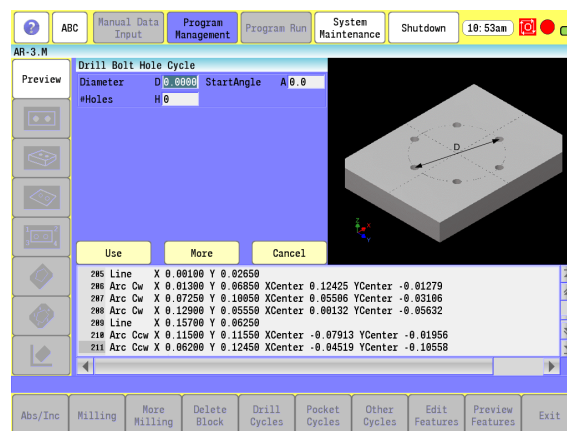 ?
ABC
Manual Data Input
Program Management
Program Run
System Maintenance
Shutdown
10:53am
AR-3.M
Preview
Drill Bolt Hole Cycle
Diameter D 0.0000 StartAngle A 0.0
#Holes H 0
D
Z
X
Y
Use
More
Cancel
205 Line X 0.00100 Y 0.02650
206 Arc Cw X 0.01300 Y 0.06850 XCenter 0.12425 YCenter -0.01279
207 Arc Cw X 0.07250 Y 0.10050 XCenter 0.05506 YCenter -0.03106
208 Arc Cw X 0.12900 Y 0.05550 XCenter 0.00132 YCenter -0.05632
209 Line X 0.15700 Y 0.06250
210 Arc Ccw X 0.11500 Y 0.11550 XCenter -0.07913 YCenter -0.01956
211 Arc Ccw X 0.06200 Y 0.12450 XCenter -0.04519 YCenter -0.10558
Abs/Inc
Milling
More Milling
Delete Block
Drill Cycles
Pocket Cycles
Other Cycles
Edit Features
Preview Features
Exit